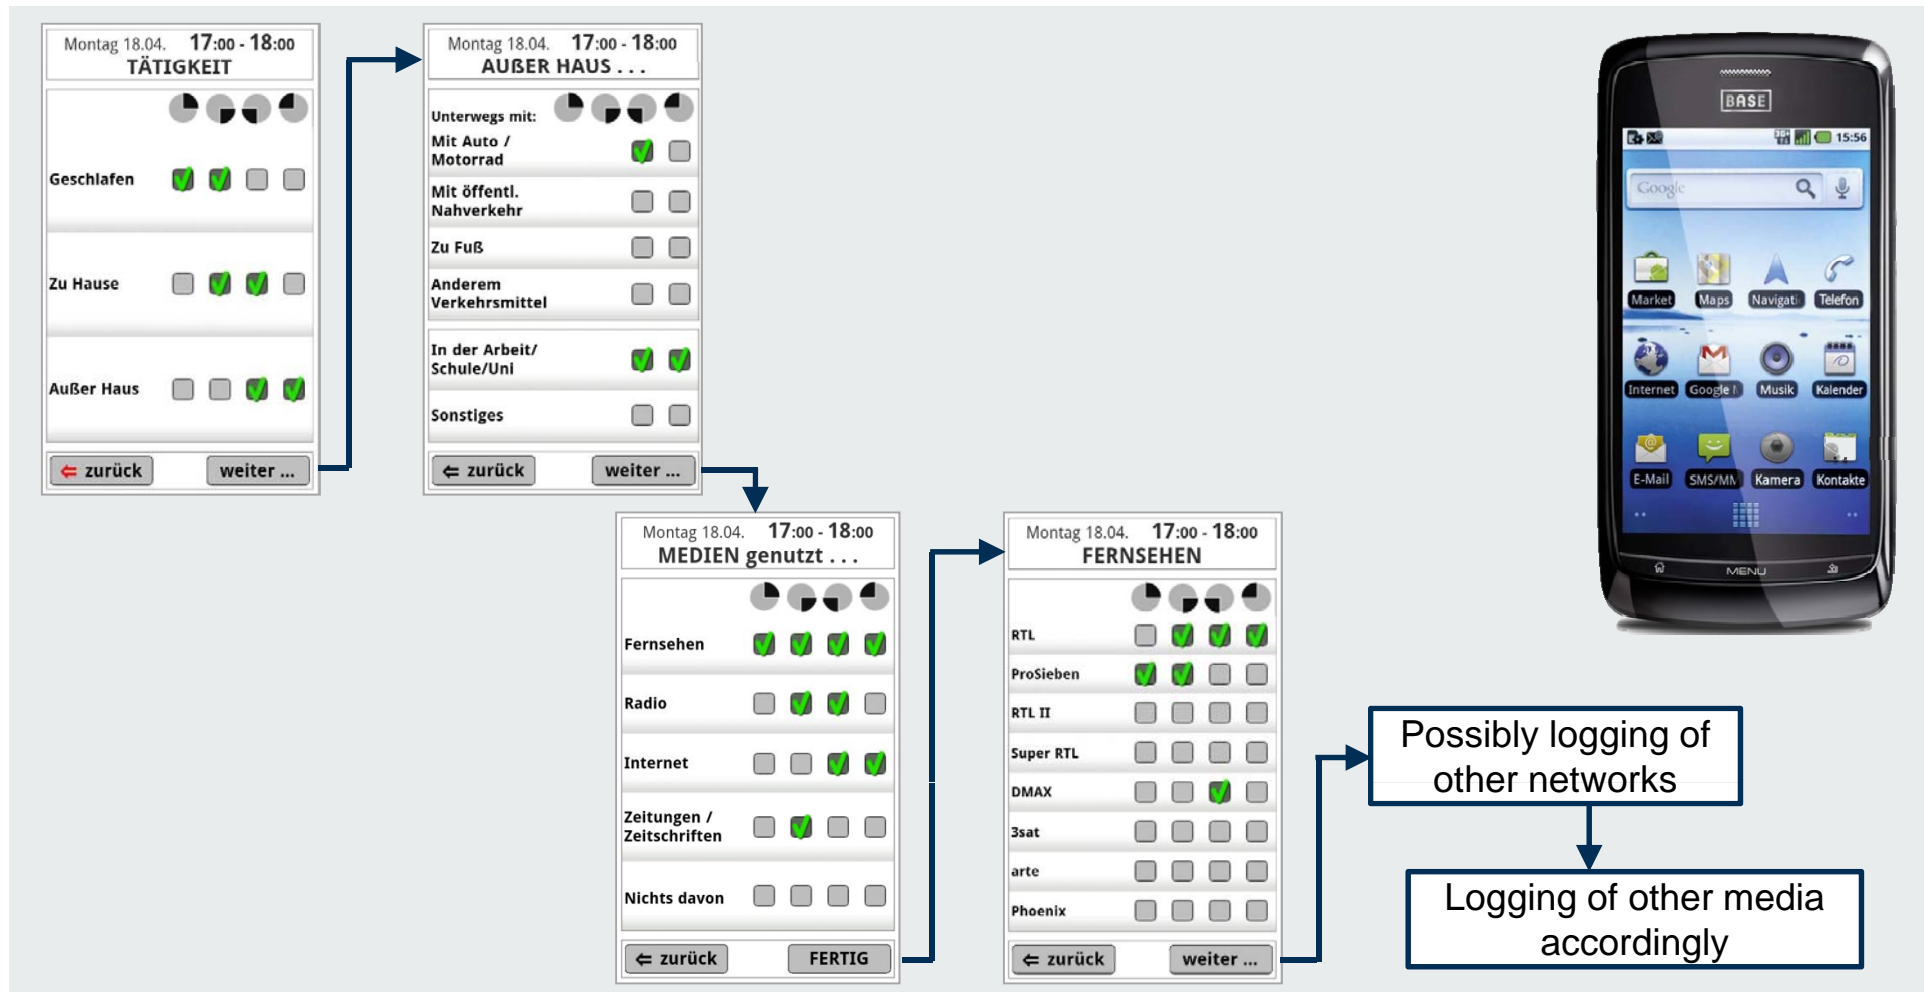 Montag 18.04. 17:00 - 18:00
TÄTIGKEIT
Geschlafen
Zu Hause
Außer Haus
⇐ zurück weiter ...
Montag 18.04. 17:00 - 18:00
AUßER HAUS . . .
Unterwegs mit:
Mit Auto /
Motorrad
Mit öffentl.
Nahverkehr
Zu Fuß
Anderem
Verkehrsmittel
In der Arbeit/
Schule/Uni
Sonstiges
⇐ zurück weiter ...
Montag 18.04. 17:00 - 18:00
MEDIEN genutzt . . .
Fernsehen
Radio
Internet
Zeitungen /
Zeitschriften
Nichts davon
⇐ zurück FERTIG
Montag 18.04. 17:00 - 18:00
FERNSEHEN
RTL
ProSieben
RTL II
Super RTL
DMAX
3sat
arte
Phoenix
⇐ zurück weiter ...
Possibly logging of
other networks
Logging of other media
accordingly
BASE
15:56
Google
Market Maps Navigati Telefon
Internet Google Musik Kalender
E-Mail SMS/MM Kamera Kontakte
MENU